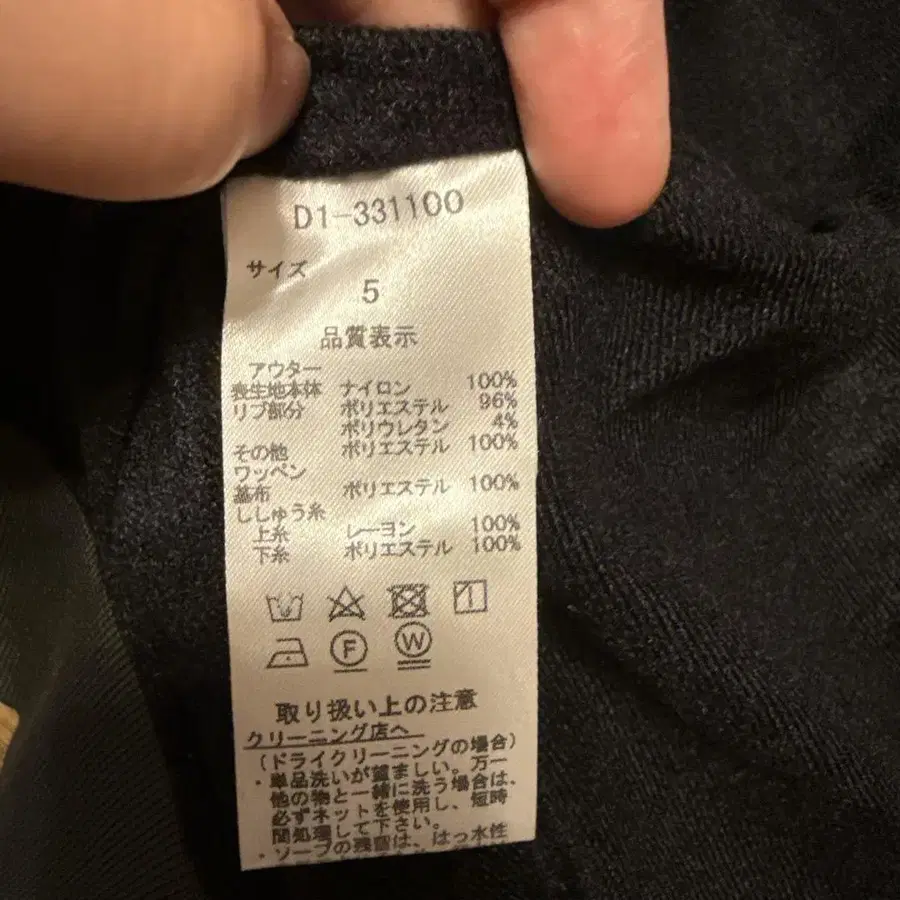 D1-331100
サイズ
5
品質表示
アウター
表生地本体 ナイロン 100%
リブ部分 ポリエステル 96%
ポリウレタン 4%
その他 ポリエステル 100%
ワッペン
基布 ポリエステル 100%
ししゅう糸
上糸 レーヨン 100%
下糸 ポリエステル 100%
F W
取り扱い上の注意
クリーニング店へ
(ドライクリーニングの場合)
・単品洗いが望ましい。万一
他の物と一緒に洗う場合は、
必ずネットを使用し、短時
間処理して下さい。
・ソープの残留は、はっ水性